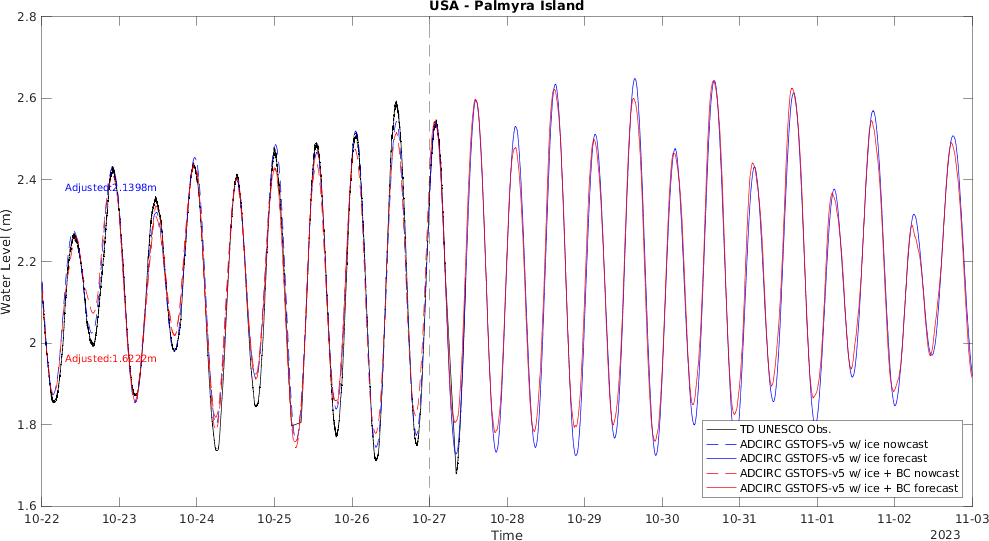 USA - Palmyra Island
2.8
2.6
2.4
2.2
2
1.8
1.6
Water Level (m)
Adjusted:2.1398m
Adjusted:1.6222m
TD UNESCO Obs.
ADCIRC GSTOFS-v5 w/ ice nowcast
ADCIRC GSTOFS-v5 w/ ice forecast
ADCIRC GSTOFS-v5 w/ ice + BC nowcast
ADCIRC GSTOFS-v5 w/ ice + BC forecast
10-22 10-23 10-24 10-25 10-26 10-27 10-28 10-29 10-30 10-31 11-01 11-02 11-03
Time
2023